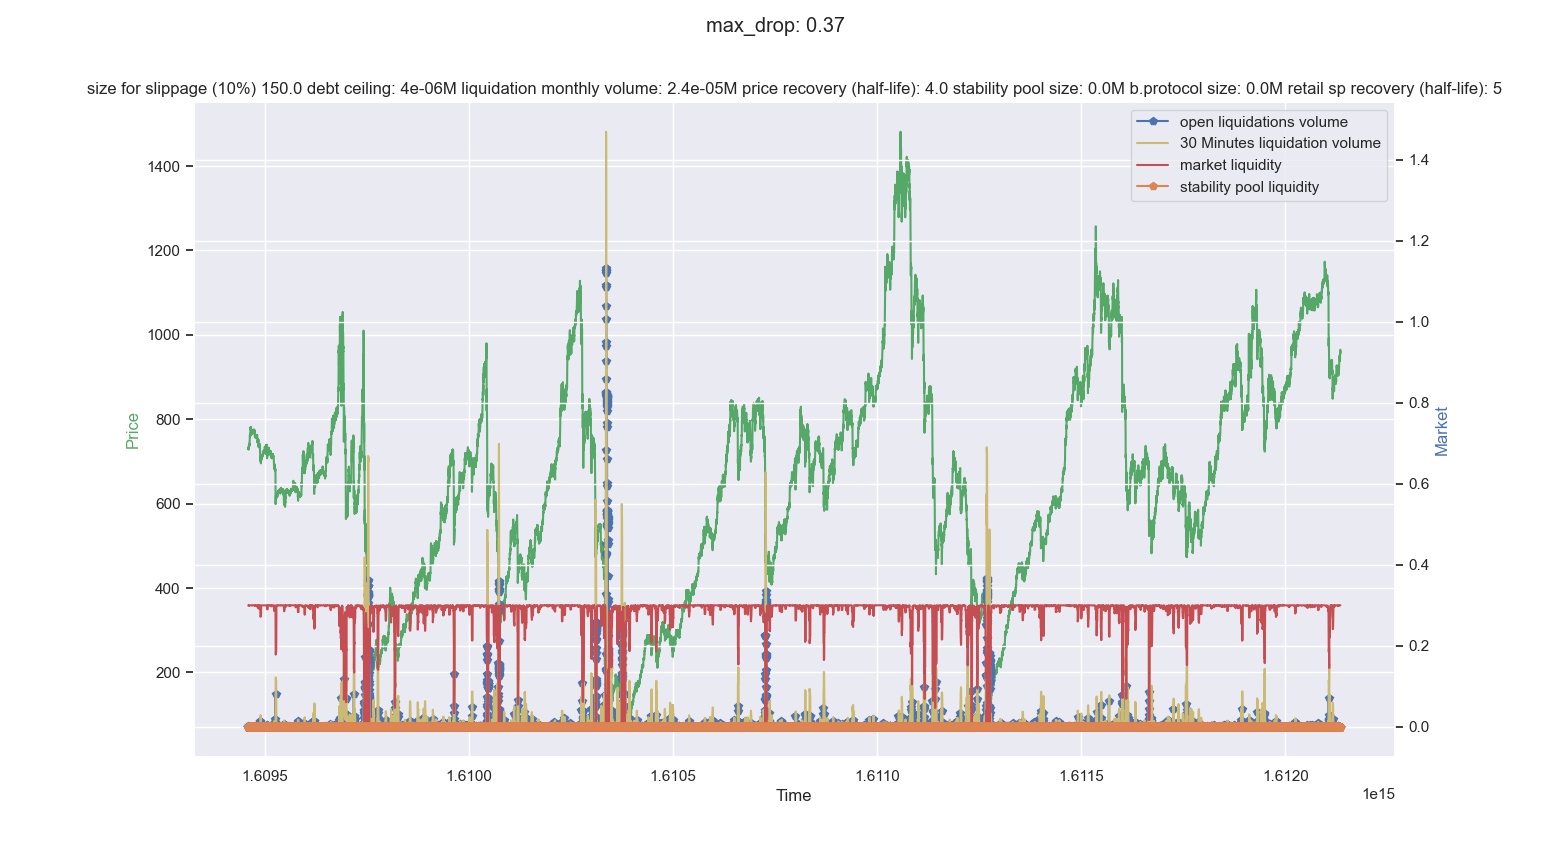 max_drop: 0.37
size for slippage (10%) 150.0 debt ceiling: 4e-06M liquidation monthly volume: 2.4e-05M price recovery (half-life): 4.0 stability pool size: 0.0M b.protocol size: 0.0M retail sp recovery (half-life): 5
open liquidations volume
30 Minutes liquidation volume
market liquidity
stability pool liquidity
1400
1200
1000
800
600
400
200
Price
1.4
1.2
1.0
0.8
0.6
0.4
0.2
0.0
Market
1.6095
1.6100
1.6105
1.6110
1.6115
1.6120
Time
1e15